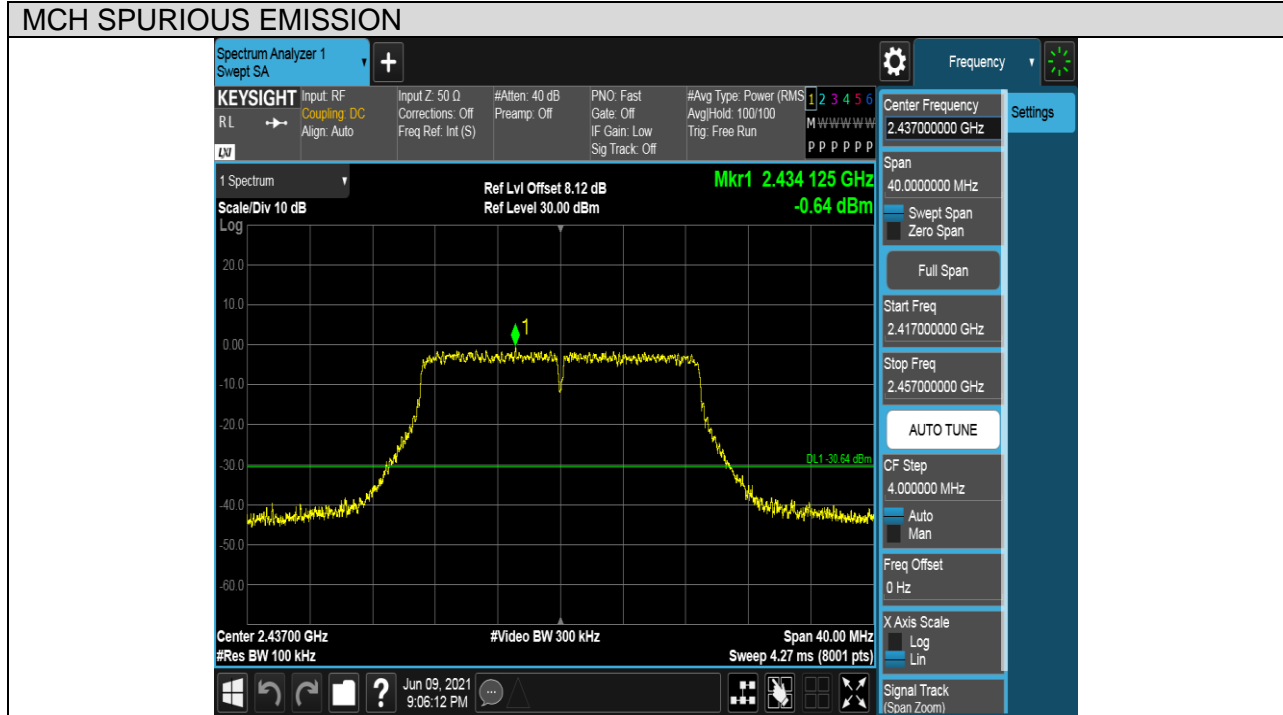 MCH SPURIOUS EMISSION
Spectrum Analyzer 1
Swept SA
+
Frequency
KEYSIGHT
RL
LXI
Input: RF
Coupling: DC
Align: Auto
Input Z: 50 Ω
Corrections: Off
Freq Ref: Int (S)
#Atten: 40 dB
Preamp: Off
PNO: Fast
Gate: Off
IF Gain: Low
Sig Track: Off
#Avg Type: Power (RMS
Avg|Hold: 100/100
Trig: Free Run
1 2 3 4 5 6
M W W W W W
P P P P P P
Center Frequency
2.437000000 GHz
Settings
1 Spectrum
Scale/Div 10 dB
Log
Ref Lvl Offset 8.12 dB
Ref Level 30.00 dBm
Mkr1 2.434 125 GHz
-0.64 dBm
Span
40.0000000 MHz
Swept Span
Zero Span
Full Span
Start Freq
2.417000000 GHz
Stop Freq
2.457000000 GHz
AUTO TUNE
CF Step
4.000000 MHz
Auto
Man
Freq Offset
0 Hz
X Axis Scale
Log
Lin
Signal Track
(Span Zoom)
20.0
10.0
1
0.00
-10.0
-20.0
DL1 -30.64 dBm
-30.0
-40.0
-50.0
-60.0
Center 2.43700 GHz
#Res BW 100 kHz
#Video BW 300 kHz
Span 40.00 MHz
Sweep 4.27 ms (8001 pts)
?
Jun 09, 2021
9:06:12 PM